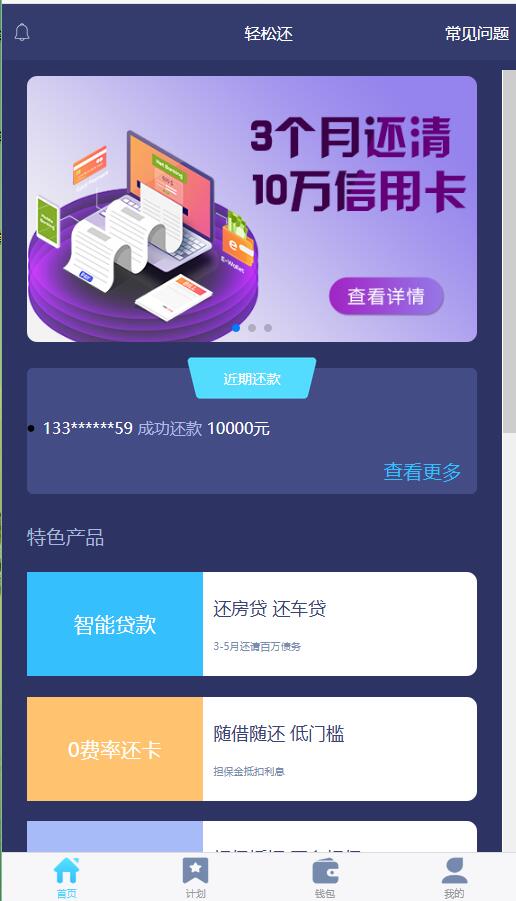 轻松还
常见问题
3个月还清
10万信用卡
查看详情
近期还款
133******59 成功还款 10000元
查看更多
特色产品
智能贷款
还房贷 还车贷
3-5月还请百万债务
0费率还卡
随借随还 低门槛
担保金抵扣利息
首页
计划
钱包
我的